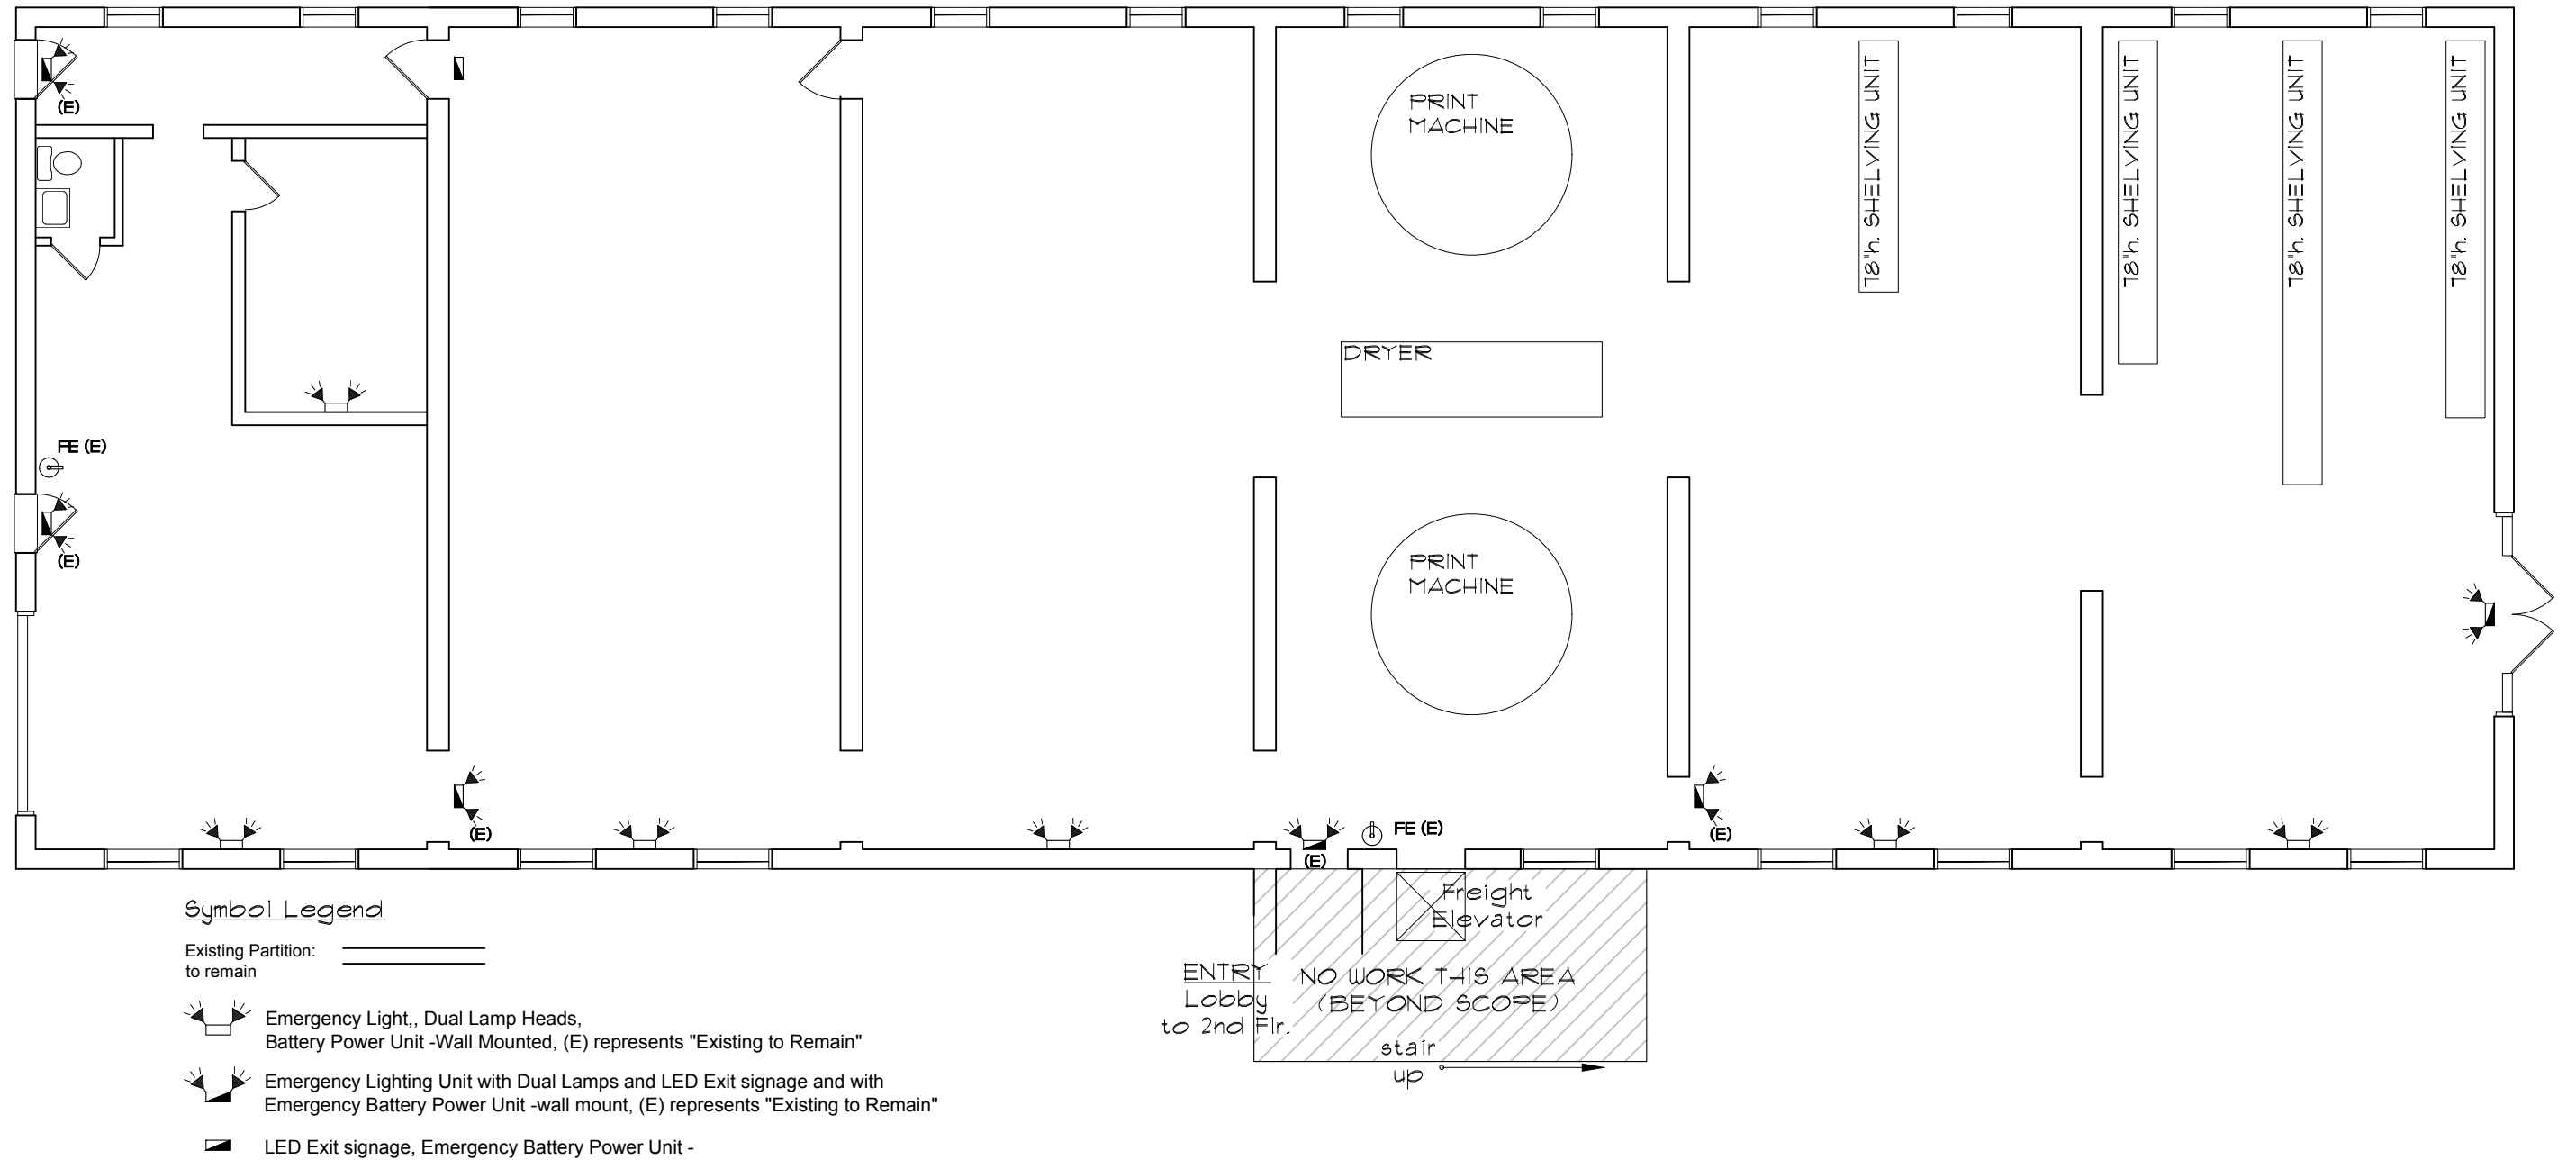 PRINT
MACHINE
78"h. SHELVING UNIT
78"h. SHELVING UNIT
78"h. SHELVING UNIT
78"h. SHELVING UNIT
(E)
DRYER
FE (E)
(E)
PRINT
MACHINE
(E)
(E)
FE (E)
(E)
Freight
Elevator
ENTRY
Lobby
to 2nd Flr.
NO WORK THIS AREA
(BEYOND SCOPE)
stair
up
Symbol Legend
Existing Partition:
to remain
Emergency Light,, Dual Lamp Heads,
Battery Power Unit -Wall Mounted, (E) represents "Existing to Remain"
Emergency Lighting Unit with Dual Lamps and LED Exit signage and with
Emergency Battery Power Unit -wall mount, (E) represents "Existing to Remain"
LED Exit signage, Emergency Battery Power Unit -